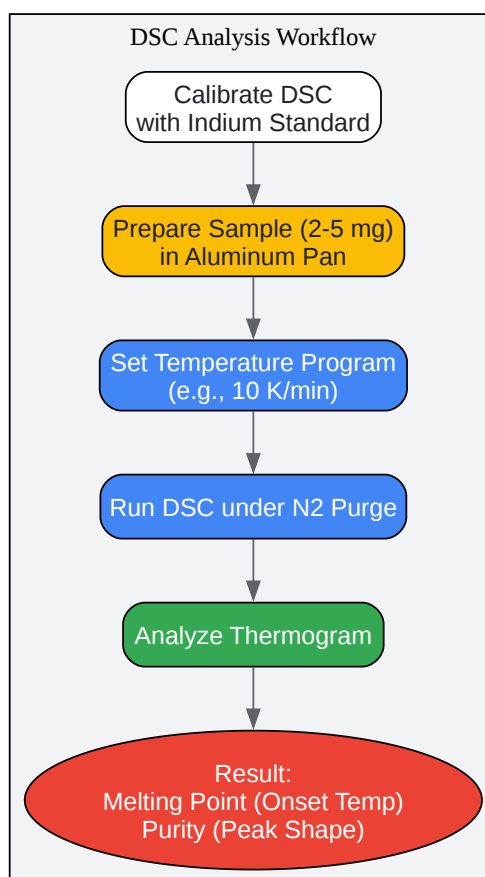 DSC Analysis Workflow
Calibrate DSC
with Indium Standard
Prepare Sample (2-5 mg)
in Aluminum Pan
Set Temperature Program
(e.g., 10 K/min)
Run DSC under N2 Purge
Analyze Thermogram
Result:
Melting Point (Onset Temp)
Purity (Peak Shape)